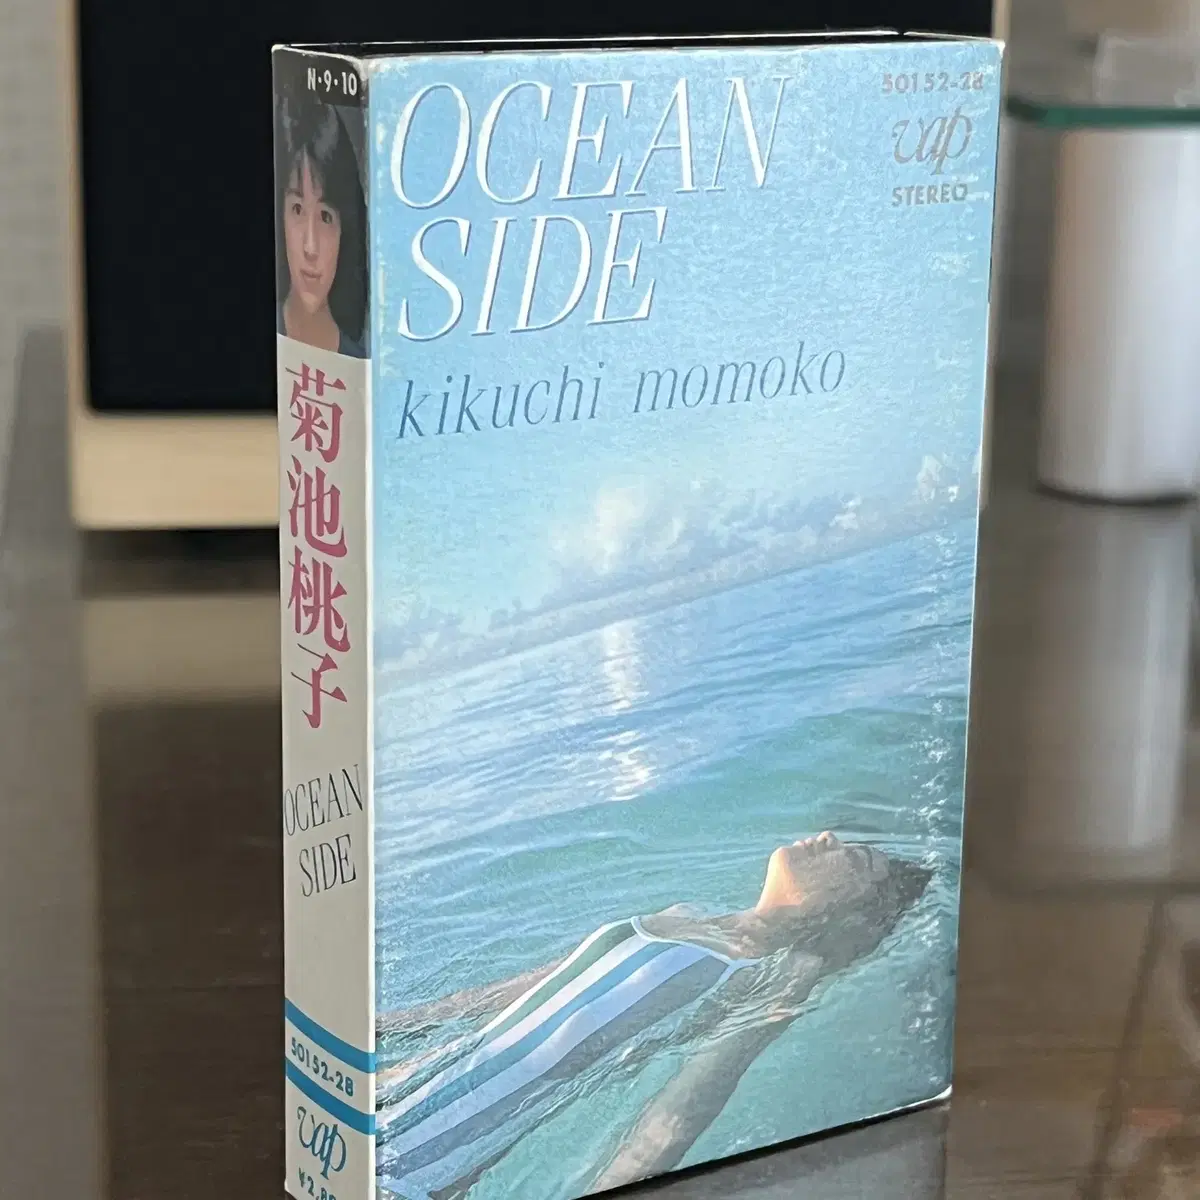 N・9・10
菊池桃子
OCEAN
SIDE
50152-28
vap
OCEAN
SIDE
kikuchi momoko
50152-28
vap
STEREO